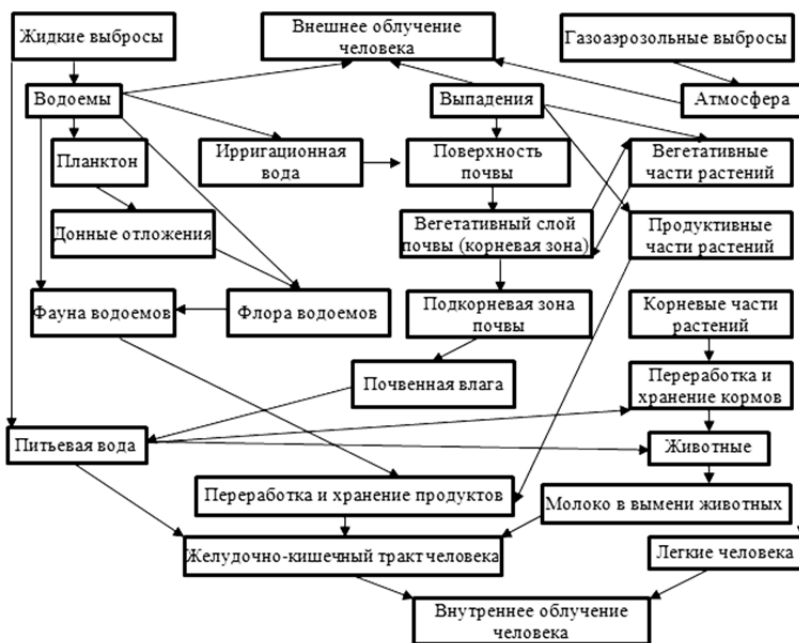 Жидкие выбросы
Внешнее облучение
человека
Газоаэрозольные выбросы
Водоемы
Выпадения
Атмосфера
Планктон
Ирригационная
вода
Поверхность
почвы
Вегетативные
части растений
Донные отложения
Вегетативный слой
почвы (корневая зона)
Продуктивные
части растений
Фауна водоемов
Флора водоемов
Подкорневая зона
почвы
Корневые части
растений
Почвенная влага
Переработка и
хранение кормов
Питьевая вода
Животные
Переработка и хранение продуктов
Молоко в вымени животных
Желудочно-кишечный тракт человека
Легкие человека
Внутреннее облучение
человека